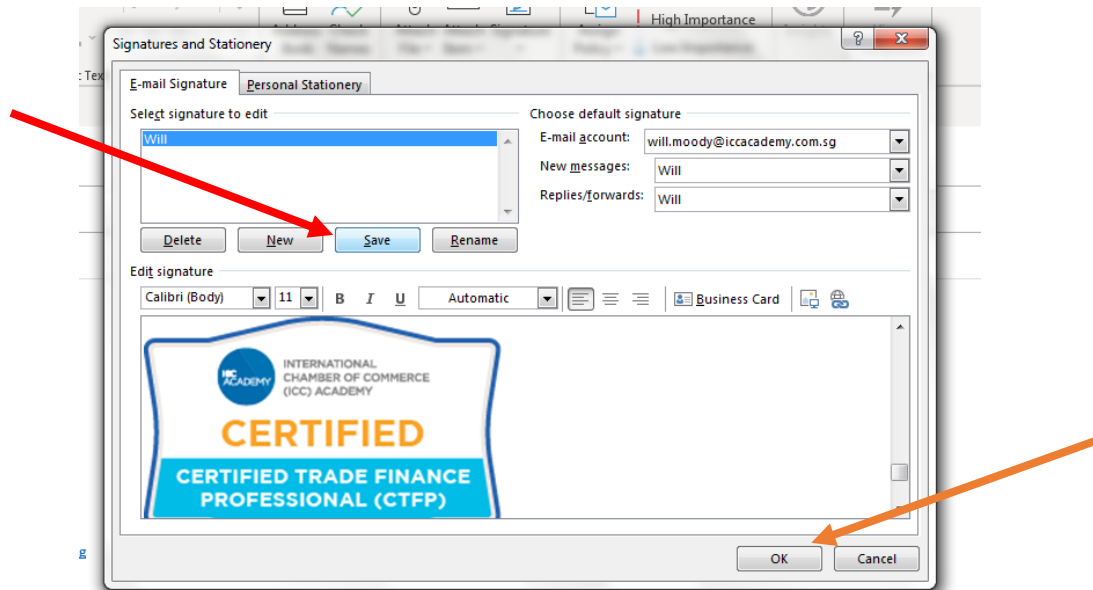 High Importance
Signatures and Stationery
: Tex
E-mail Signature Personal Stationery
Select signature to edit
Choose default signature
Will
E-mail account: will.moody@iccacademy.com.sg
New messages: Will
Replies/forwards: Will
Delete New Save Rename
Edit signature
Calibri (Body) 11 B I U Automatic Business Card
ICC ACADEMY
INTERNATIONAL
CHAMBER OF COMMERCE
(ICC) ACADEMY
CERTIFIED
CERTIFIED TRADE FINANCE
PROFESSIONAL (CTFP)
g
OK Cancel